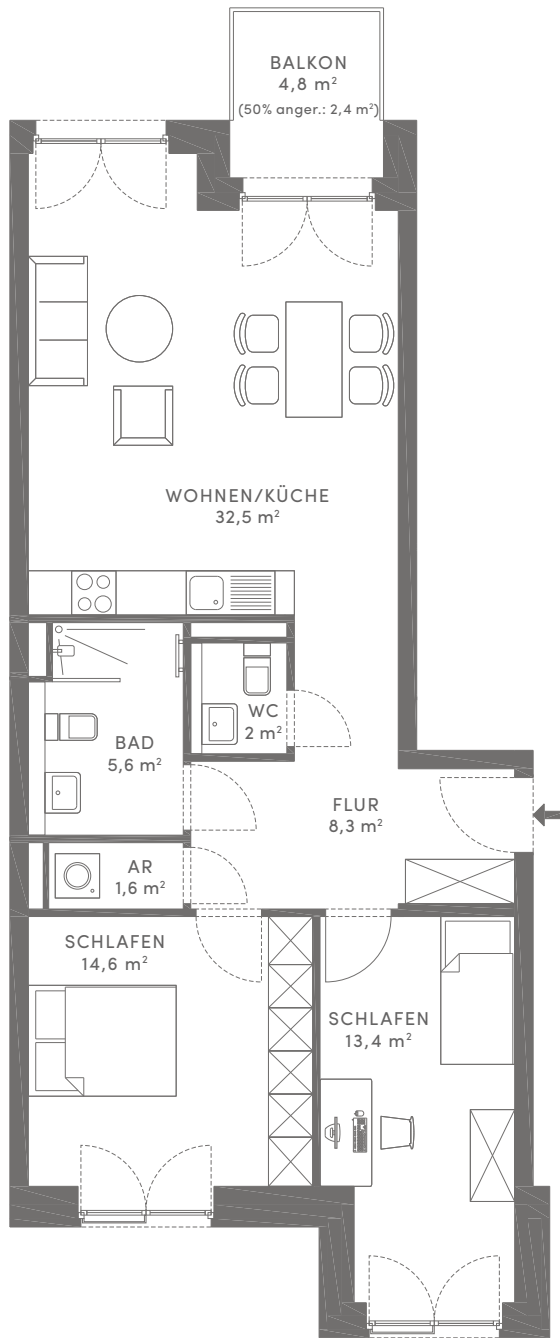 BALKON
4,8 m²
(50% anger.: 2,4 m²)
WOHNEN/KÜCHE
32,5 m²
WC
2 m²
BAD
5,6 m²
FLUR
8,3 m²
AR
1,6 m²
SCHLAFEN
14,6 m²
SCHLAFEN
13,4 m²